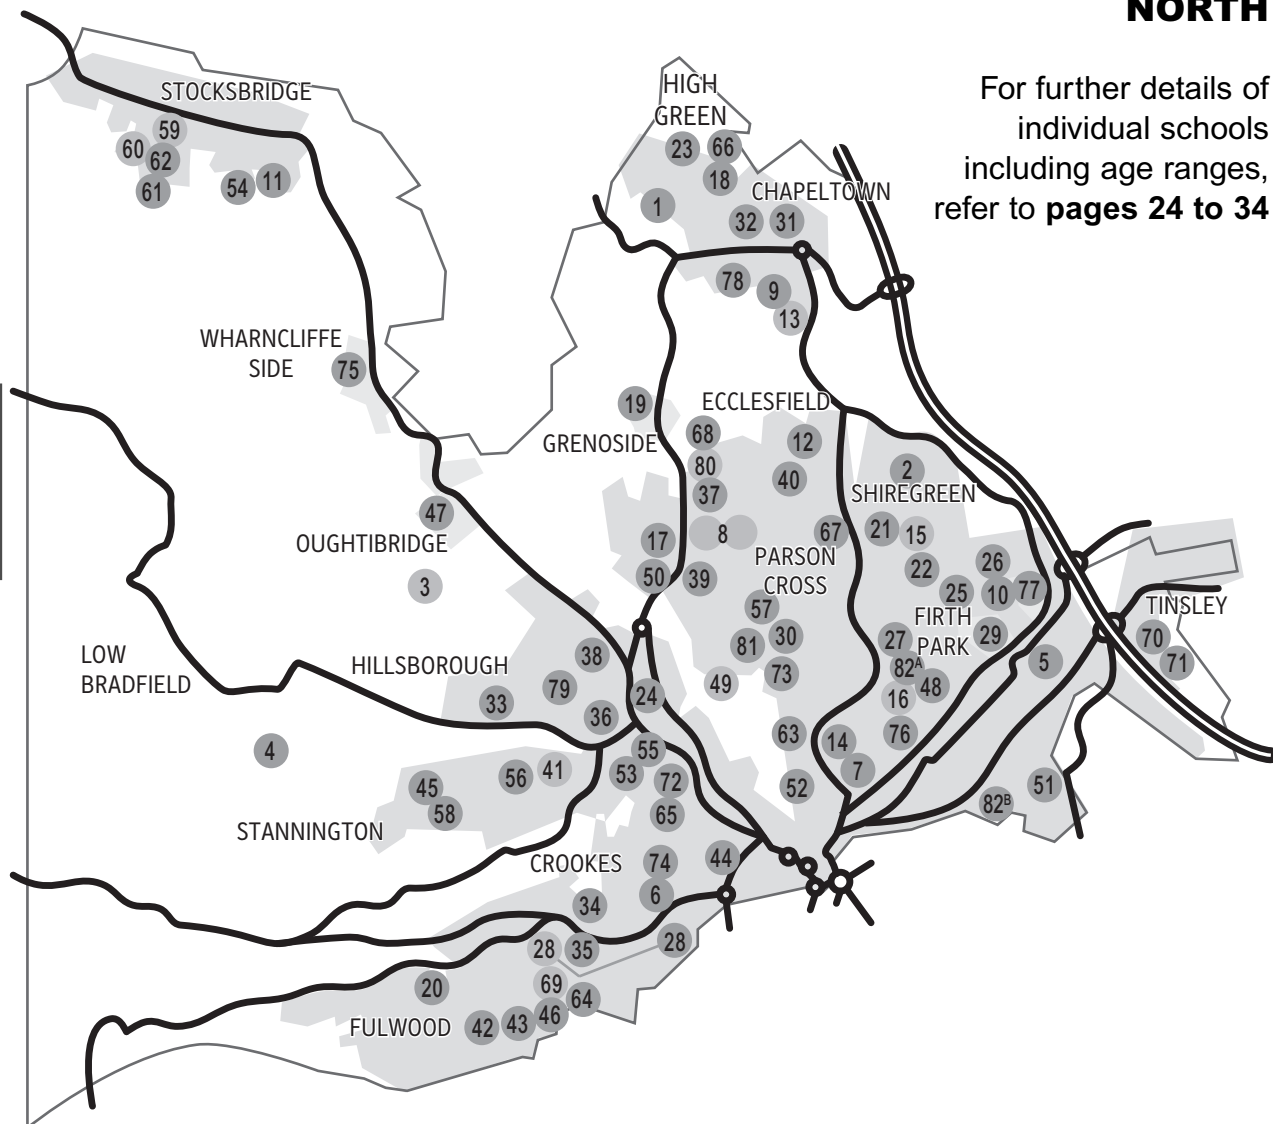 NORTH
For further details of
individual schools
including age ranges,
refer to pages 24 to 34
STOCKSBRIDGE
59
60
62
61
54
11
HIGH
GREEN
23
66
18
CHAPELTOWN
1
32
31
78
9
13
WHARNCLIFFE
SIDE
75
19
ECCLESFIELD
GRENOSIDE
68
12
80
2
40
37
SHIREGREEN
47
OUGHTIBRIDGE
17
8
67
21
15
PARSON
CROSS
22
26
3
50
39
25
10
77
57
FIRTH
PARK
TINSLEY
30
27
29
70
81
82A
5
71
LOW
BRADFIELD
HILLSBOROUGH
38
73
49
48
79
24
16
33
36
63
14
76
4
55
7
56
41
53
72
52
51
45
58
65
82B
STANNINGTON
CROOKES
74
44
6
34
28
35
28
20
69
64
FULWOOD
42
43
46